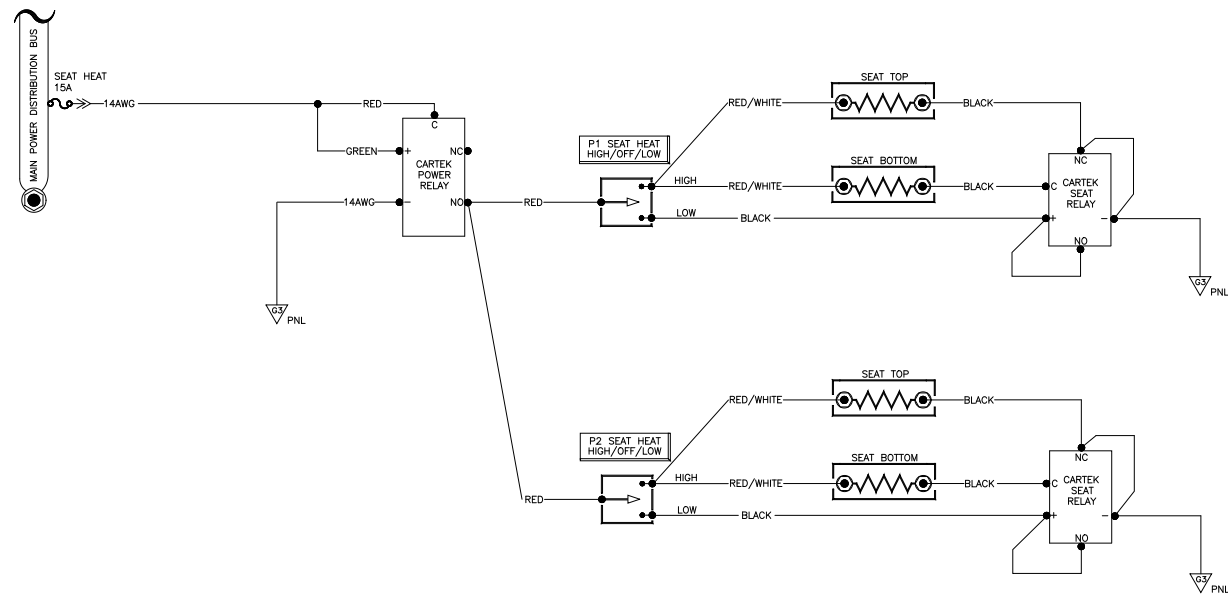 MAIN POWER DISTRIBUTION BUS
SEAT HEAT
15A
14AWG
RED
C
GREEN
+
NC
CARTEK
POWER
RELAY
14AWG
-
NO
G3
PNL
RED
P1 SEAT HEAT
HIGH/OFF/LOW
HIGH
LOW
RED/WHITE
SEAT TOP
BLACK
RED/WHITE
SEAT BOTTOM
BLACK
BLACK
NC
C
CARTEK
SEAT
RELAY
+
-
NO
G3
PNL
RED
P2 SEAT HEAT
HIGH/OFF/LOW
HIGH
LOW
RED/WHITE
SEAT TOP
BLACK
RED/WHITE
SEAT BOTTOM
BLACK
BLACK
NC
C
CARTEK
SEAT
RELAY
+
-
NO
G3
PNL